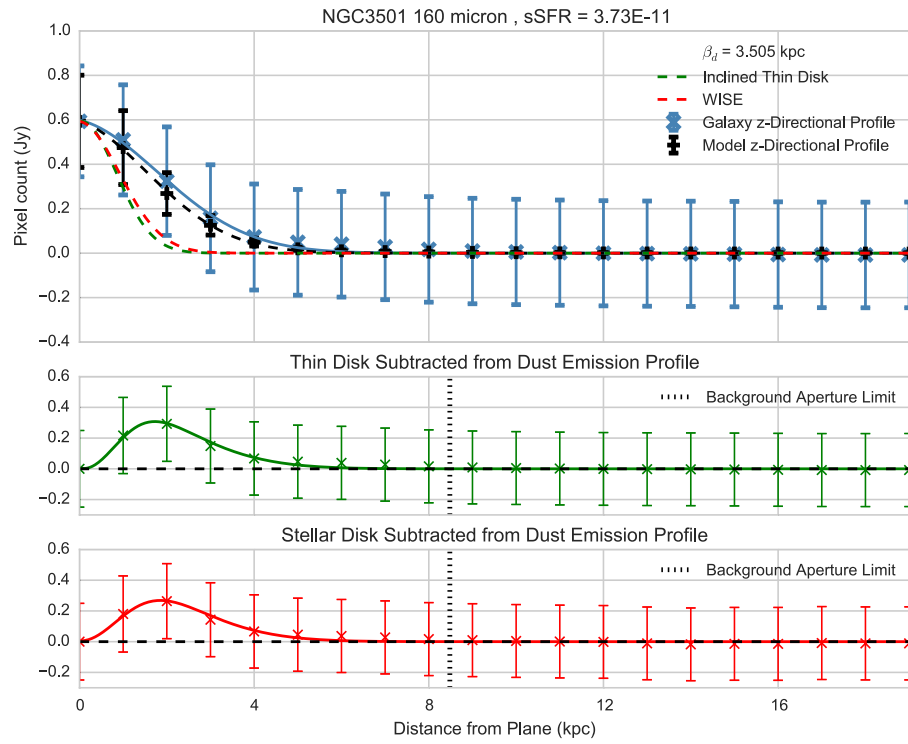 NGC3501 160 micron , sSFR = 3.73E-11
1.0
0.8
0.6
0.4
0.2
0.0
−0.2
−0.4
Pixel count (Jy)
β_d = 3.505 kpc
Inclined Thin Disk
WISE
Galaxy z-Directional Profile
Model z-Directional Profile
Thin Disk Subtracted from Dust Emission Profile
0.6
0.4
0.2
0.0
−0.2
Background Aperture Limit
Stellar Disk Subtracted from Dust Emission Profile
0.6
0.4
0.2
0.0
−0.2
Background Aperture Limit
0 4 8 12 16
Distance from Plane (kpc)